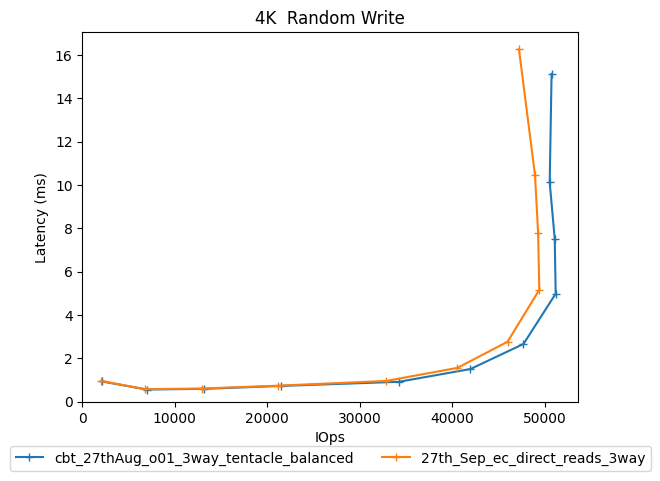 4K  Random Write
Latency (ms)
16
14
12
10
8
6
4
2
0
0 10000 20000 30000 40000 50000
IOps
cbt_27thAug_o01_3way_tentacle_balanced 27th_Sep_ec_direct_reads_3way